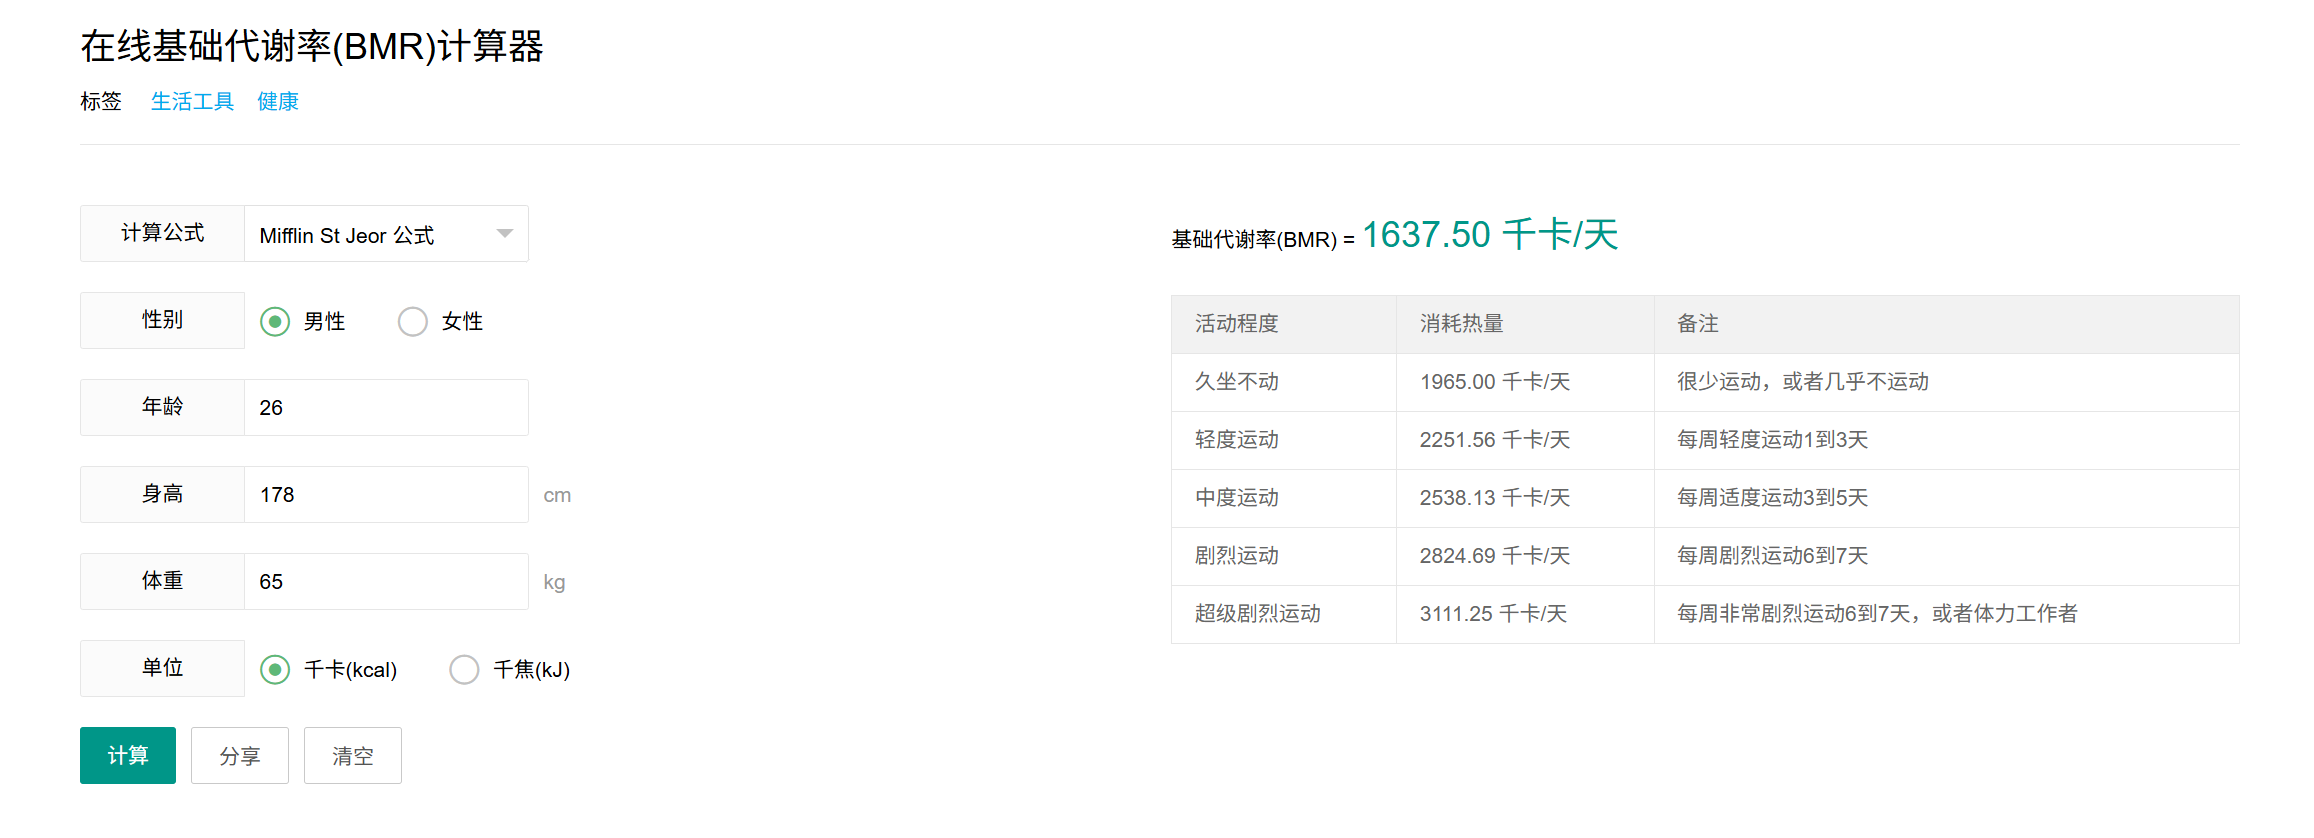 在线基础代谢率(BMR)计算器
标签 生活工具 健康
计算公式 Mifflin St Jeor 公式
性别 男性 女性
年龄 26
身高 178 cm
体重 65 kg
单位 千卡(kcal) 千焦(kJ)
计算 分享 清空
基础代谢率(BMR) = 1637.50 千卡/天
活动程度 消耗热量 备注
久坐不动 1965.00 千卡/天 很少运动，或者几乎不运动
轻度运动 2251.56 千卡/天 每周轻度运动1到3天
中度运动 2538.13 千卡/天 每周适度运动3到5天
剧烈运动 2824.69 千卡/天 每周剧烈运动6到7天
超级剧烈运动 3111.25 千卡/天 每周非常剧烈运动6到7天，或者体力工作者